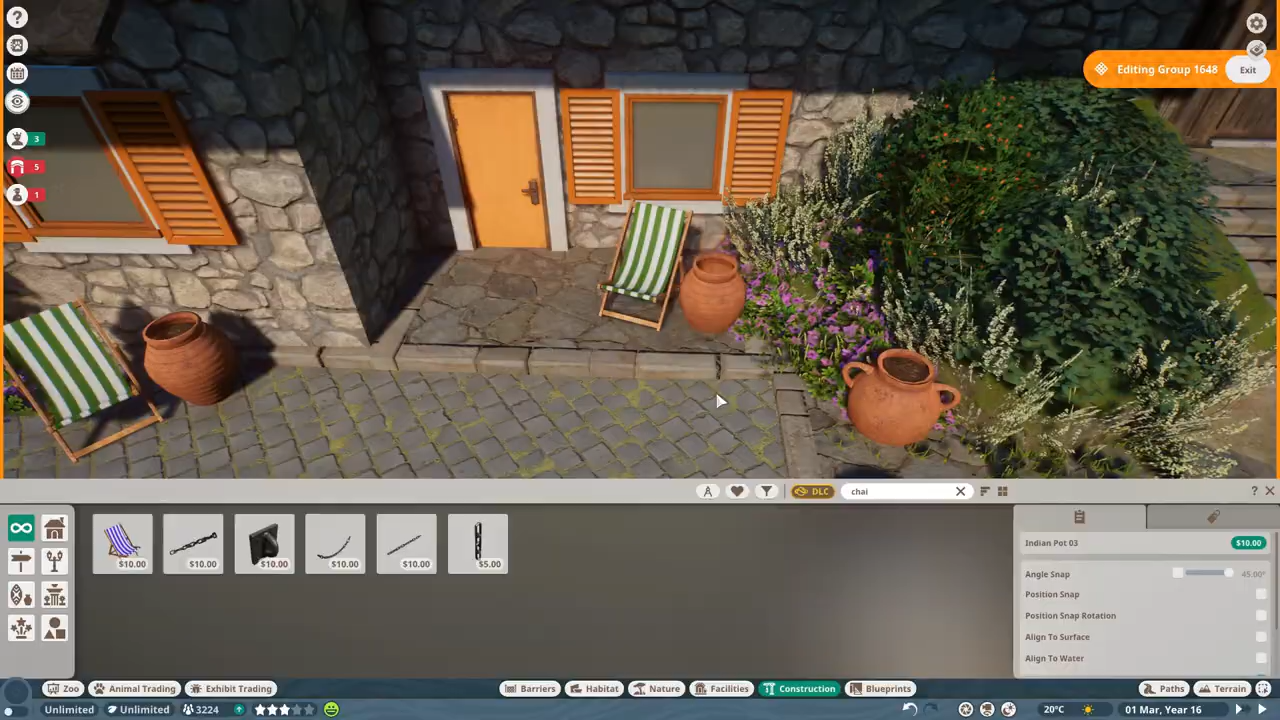 ?
Editing Group 1648 Exit
3
5
1
DLC chai
?
$10.00 $10.00 $10.00 $10.00 $10.00 $5.00
Indian Pot 03 $10.00
Angle Snap 45.00°
Position Snap
Position Snap Rotation
Align To Surface
Align To Water
Zoo Animal Trading Exhibit Trading Barriers Habitat Nature Facilities Construction Blueprints Paths Terrain
Unlimited Unlimited 3224 20°C 01 Mar, Year 16